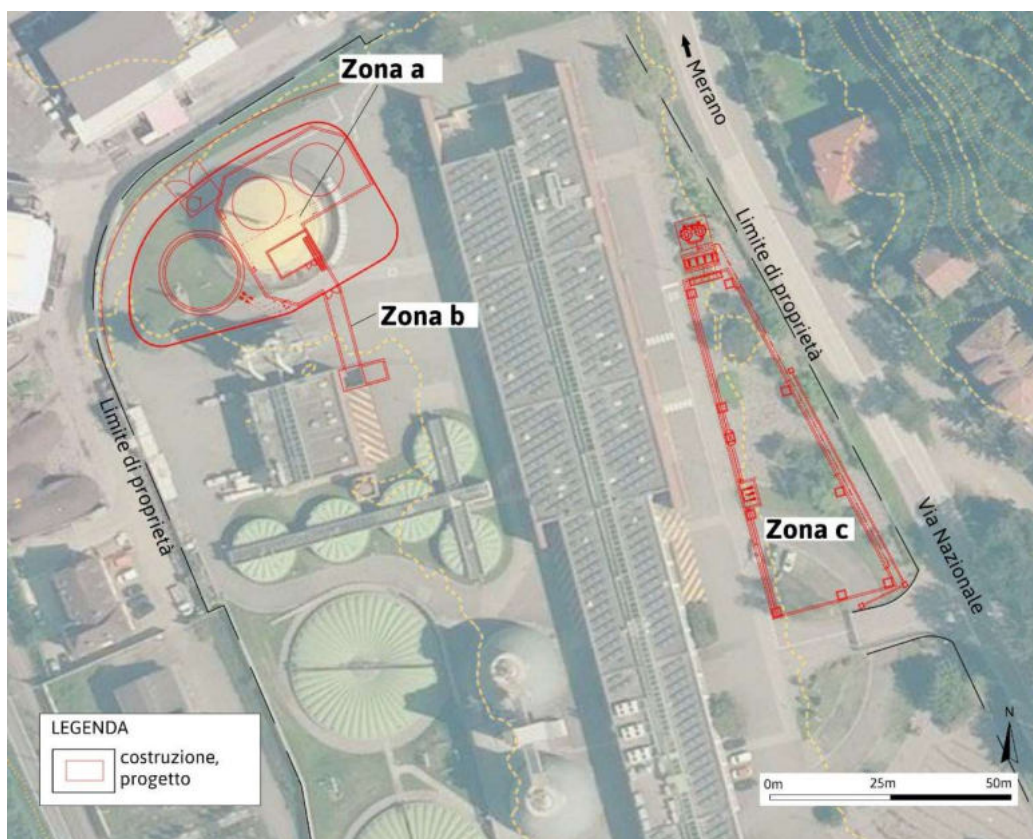 Zona a
Merano
Limite di proprietà
Zona b
Limite di proprietà
Zona c
Via Nazionale
LEGENDA
costruzione,
progetto
N
0m 25m 50m